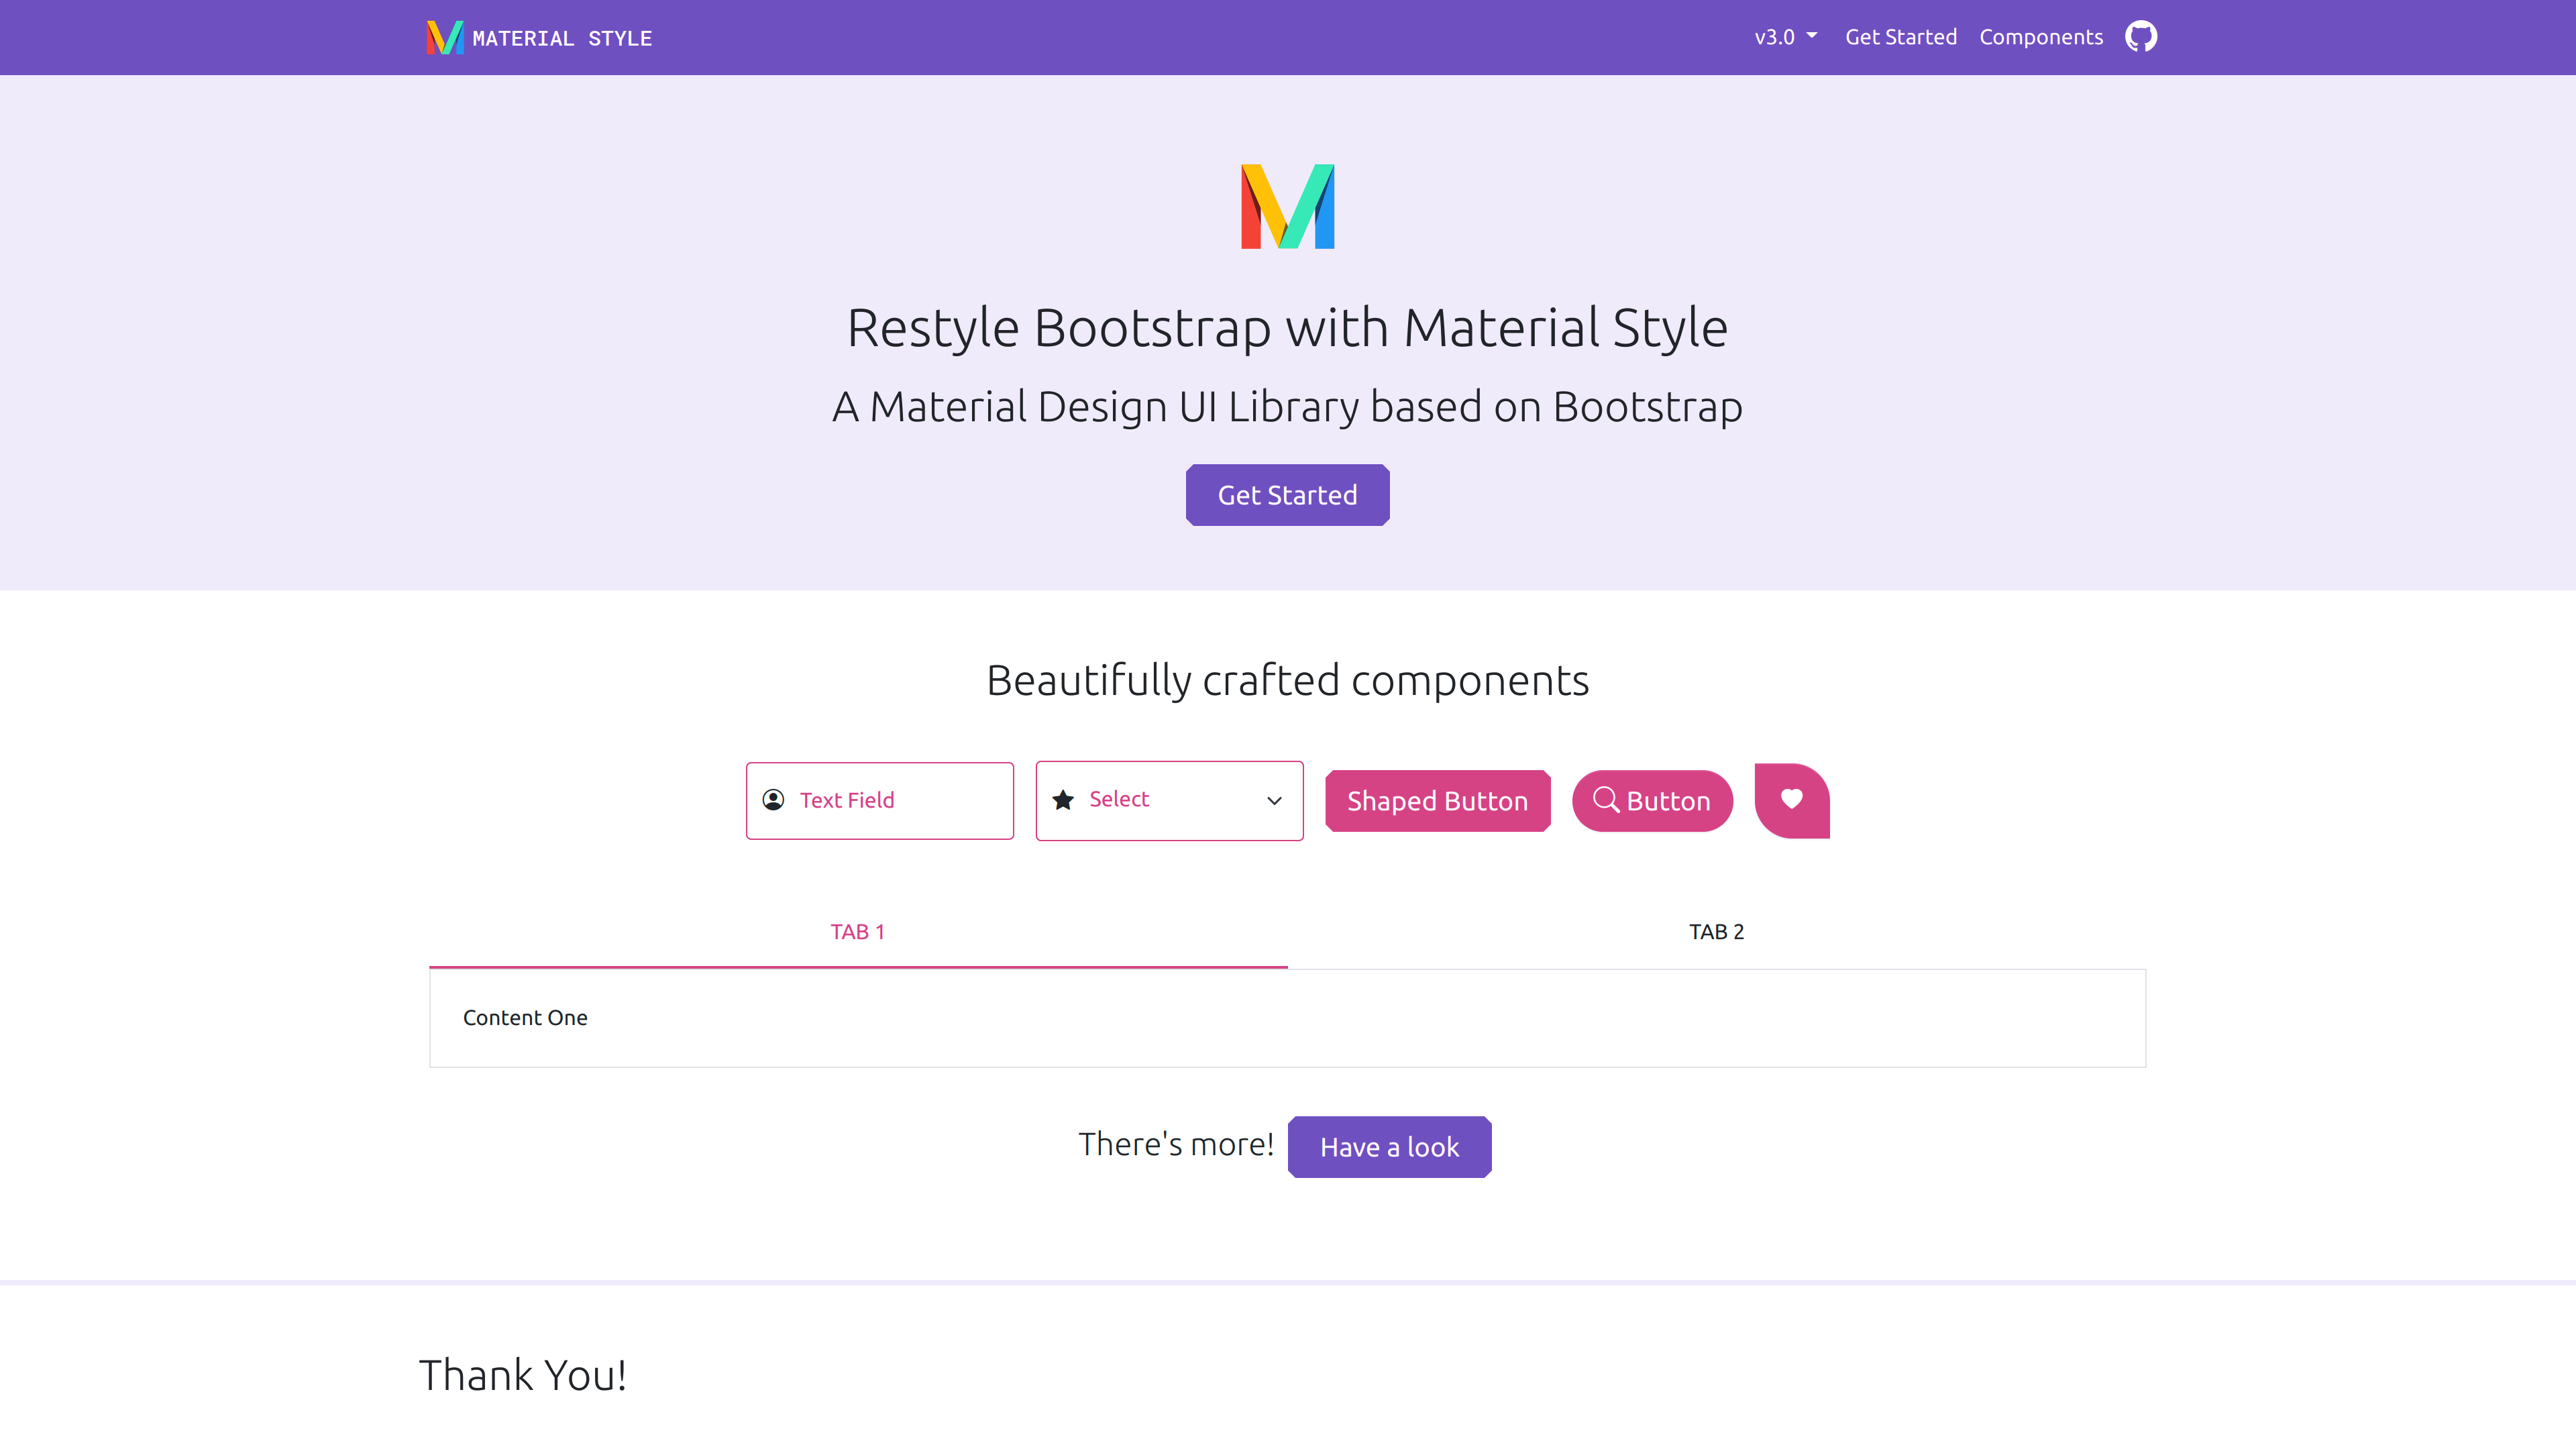 MATERIAL STYLE
v3.0
Get Started
Components
Restyle Bootstrap with Material Style
A Material Design UI Library based on Bootstrap
Get Started
Beautifully crafted components
Text Field
Select
Shaped Button
Button
TAB 1
TAB 2
Content One
There's more!
Have a look
Thank You!